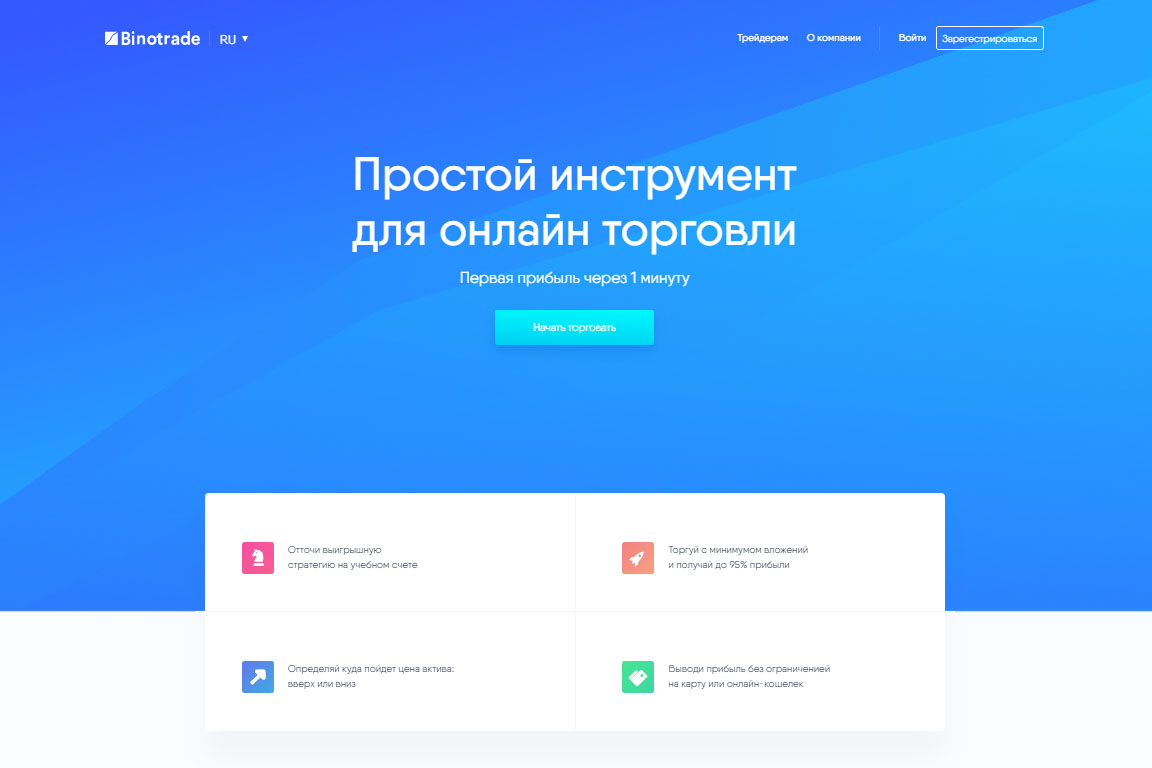 Binotrade
RU ▼
Трейдерам
О компании
Войти
Зарегестрироваться
Простой инструмент
для онлайн торговли
Первая прибыль через 1 минуту
Начать торговать
Отточи выигрышную
стратегию на учебном счете
Торгуй с минимумом вложений
и получай до 95% прибыли
Определяй куда пойдет цена актива:
вверх или вниз
Выводи прибыль без ограниченией
на карту или онлайн-кошелек